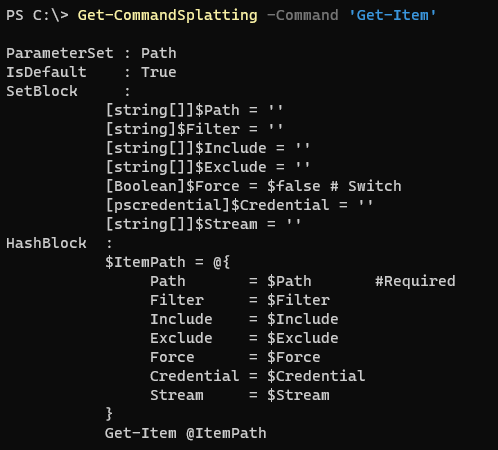 PS C:\> Get-CommandSplatting -Command 'Get-Item'

ParameterSet : Path
IsDefault    : True
SetBlock     :
           [string[]]$Path = ''
           [string]$Filter = ''
           [string[]]$Include = ''
           [string[]]$Exclude = ''
           [Boolean]$Force = $false # Switch
           [pscredential]$Credential = ''
           [string[]]$Stream = ''
HashBlock  :
           $ItemPath = @{
                Path       = $Path       #Required
                Filter     = $Filter
                Include    = $Include
                Exclude    = $Exclude
                Force      = $Force
                Credential = $Credential
                Stream     = $Stream
           }
           Get-Item @ItemPath